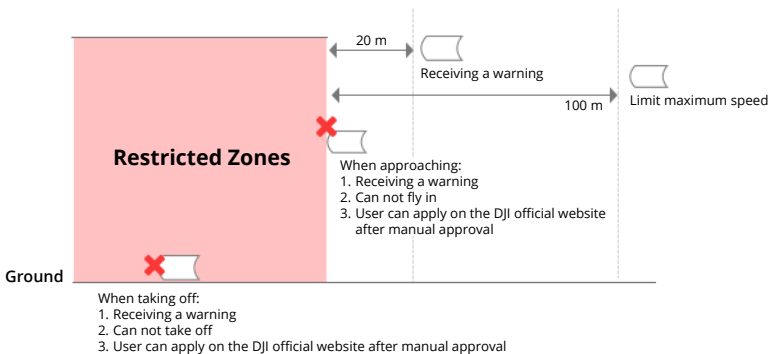 20 m
Receiving a warning
100 m
Limit maximum speed
Restricted Zones
When approaching:
1. Receiving a warning
2. Can not fly in
3. User can apply on the DJI official website
after manual approval
Ground
When taking off:
1. Receiving a warning
2. Can not take off
3. User can apply on the DJI official website after manual approval